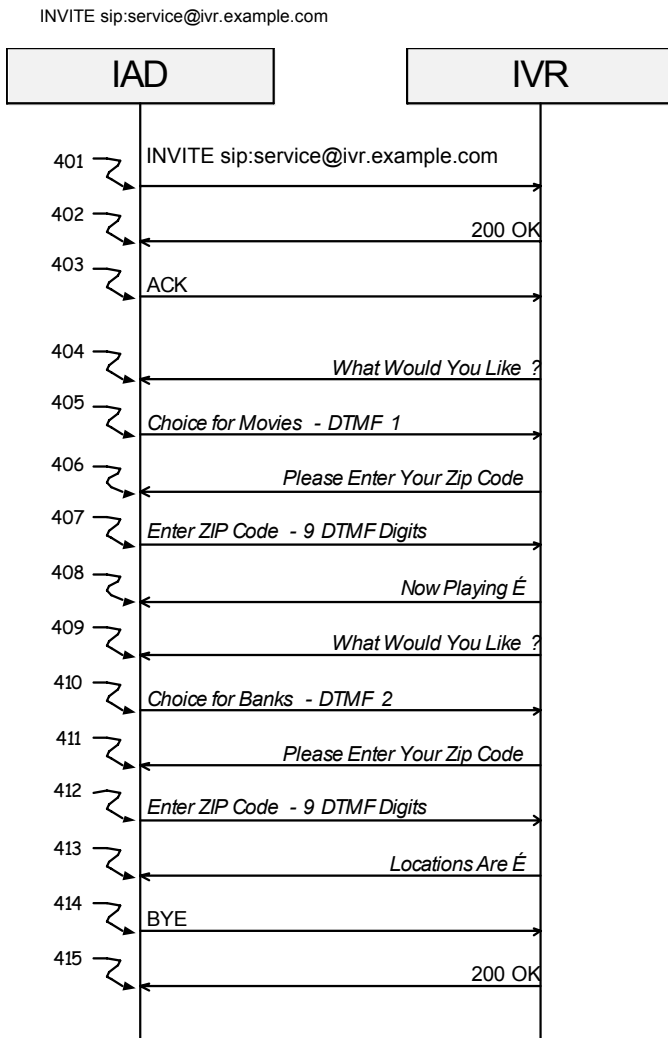 INVITE sip:service@ivr.example.com
IAD
IVR
401
INVITE sip:service@ivr.example.com
402
200 OK
403
ACK
404
What Would You Like ?
405
Choice for Movies - DTMF 1
406
Please Enter Your Zip Code
407
Enter ZIP Code - 9 DTMF Digits
408
Now Playing É
409
What Would You Like ?
410
Choice for Banks - DTMF 2
411
Please Enter Your Zip Code
412
Enter ZIP Code - 9 DTMF Digits
413
Locations Are É
414
BYE
415
200 OK